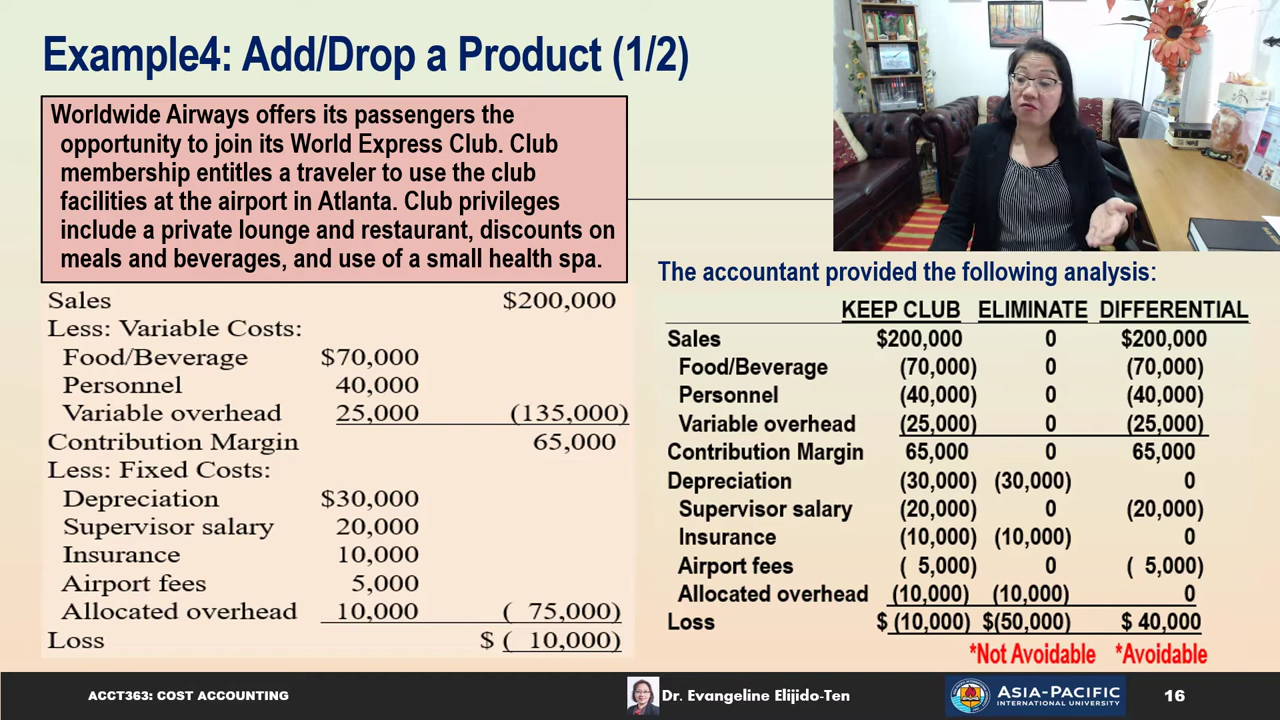 Example4: Add/Drop a Product (1/2)
Worldwide Airways offers its passengers the
opportunity to join its World Express Club. Club
membership entitles a traveler to use the club
facilities at the airport in Atlanta. Club privileges
include a private lounge and restaurant, discounts on
meals and beverages, and use of a small health spa.
Sales $200,000
Less: Variable Costs:
Food/Beverage $70,000
Personnel 40,000
Variable overhead 25,000 (135,000)
Contribution Margin 65,000
Less: Fixed Costs:
Depreciation $30,000
Supervisor salary 20,000
Insurance 10,000
Airport fees 5,000
Allocated overhead 10,000 ( 75,000)
Loss $ ( 10,000)
The accountant provided the following analysis:
KEEP CLUB ELIMINATE DIFFERENTIAL
Sales $200,000 0 $200,000
Food/Beverage (70,000) 0 (70,000)
Personnel (40,000) 0 (40,000)
Variable overhead (25,000) 0 (25,000)
Contribution Margin 65,000 0 65,000
Depreciation (30,000) (30,000) 0
Supervisor salary (20,000) 0 (20,000)
Insurance (10,000) (10,000) 0
Airport fees ( 5,000) 0 ( 5,000)
Allocated overhead (10,000) (10,000) 0
Loss $ (10,000) $(50,000) $ 40,000
*Not Avoidable *Avoidable
ACCT363: COST ACCOUNTING
Dr. Evangeline Elijido-Ten
ASIA-PACIFIC
INTERNATIONAL UNIVERSITY
16